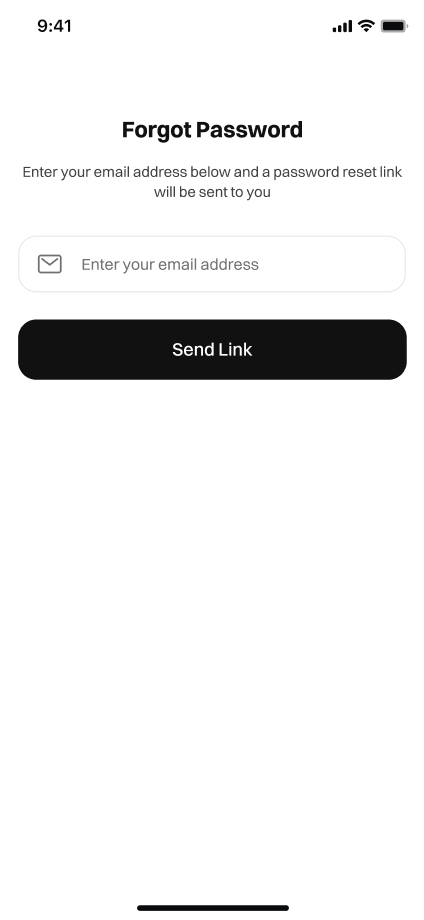 9:41
Forgot Password
Enter your email address below and a password reset link
will be sent to you
Enter your email address
Send Link